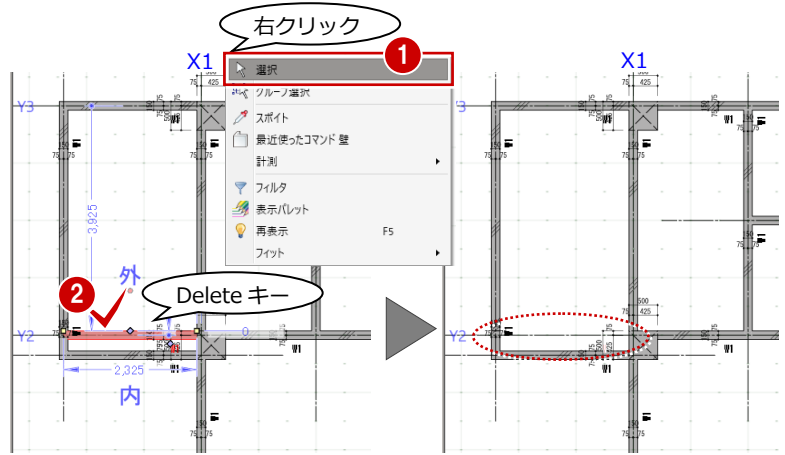 右クリック
1
X1
選択
グループ選択
スポイト
最近使ったコマンド 壁
計測
フィルタ
表示パレット
再表示 F5
フィット
Y3
3,925
外
2
Delete キー
Y2
2,325
内
W1
X1
500
425
Y3
W1
500
425
Y2
W1